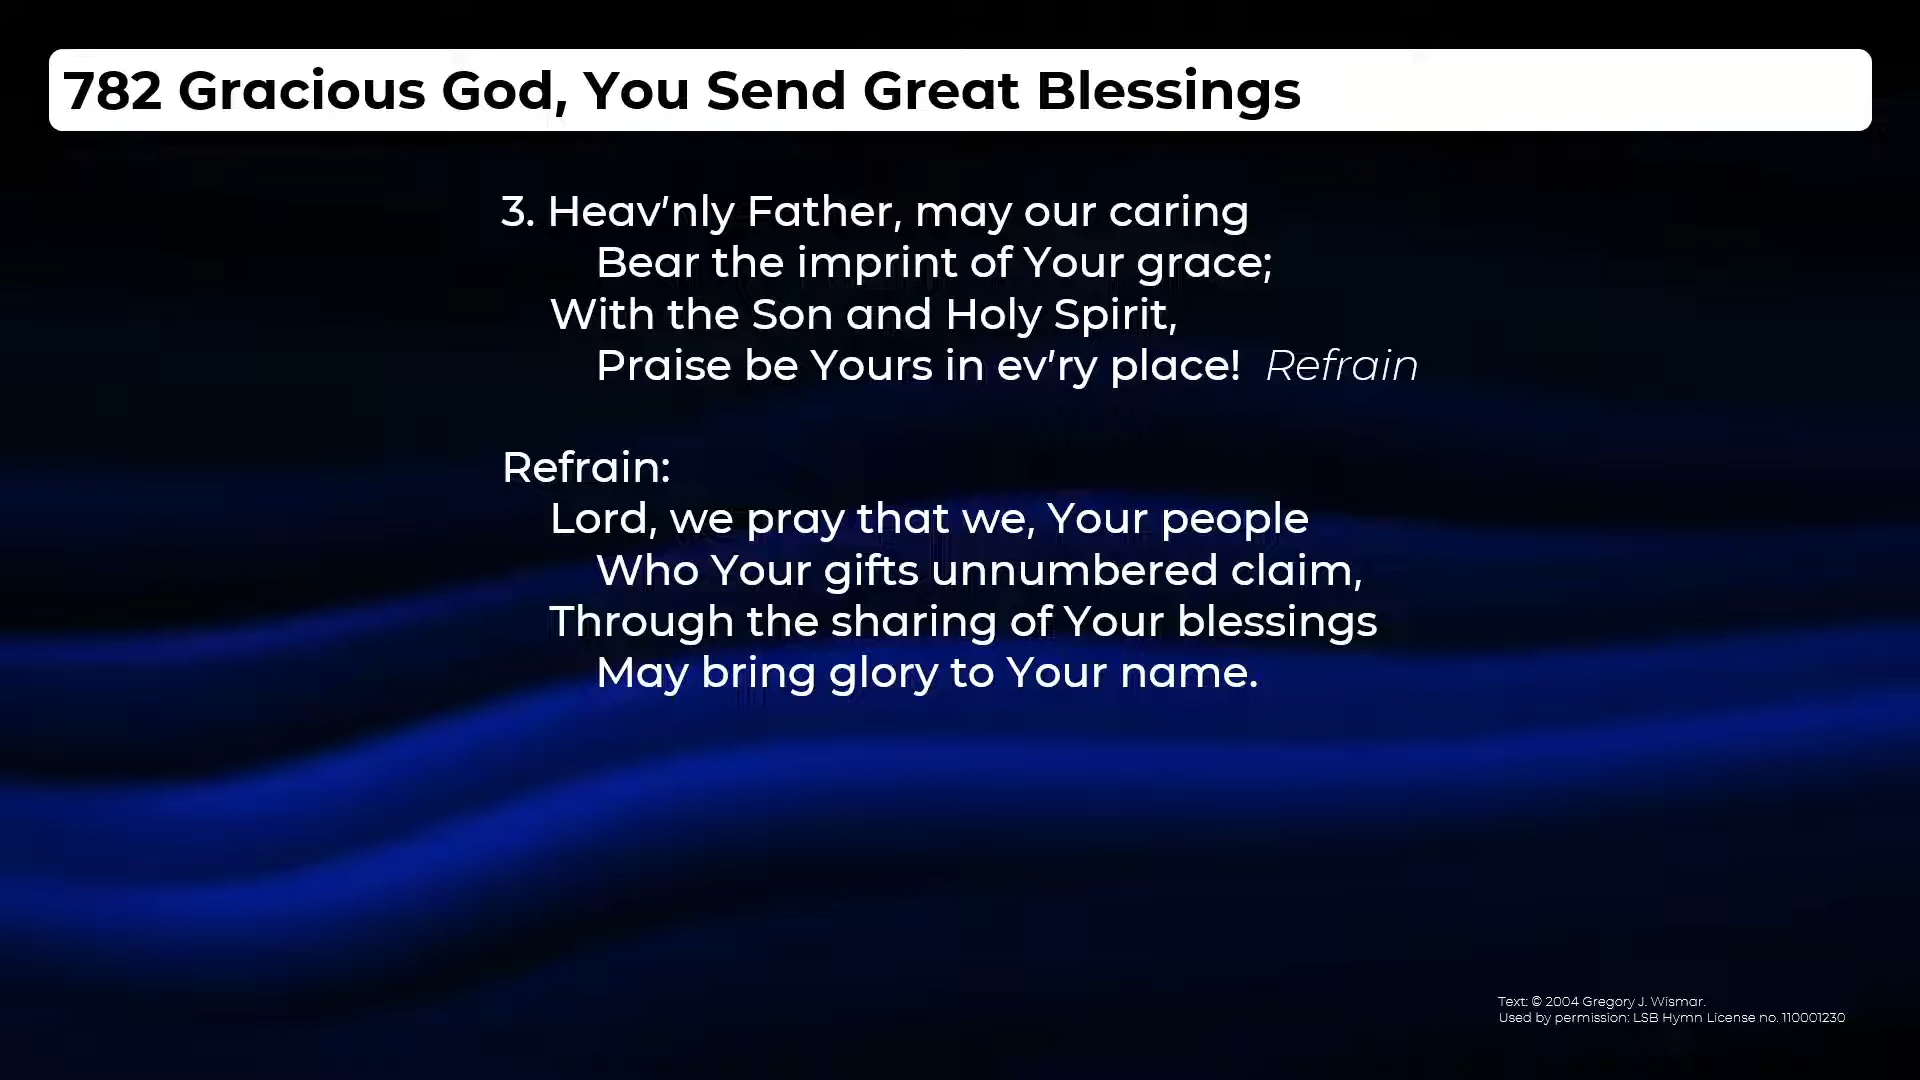 782 Gracious God, You Send Great Blessings
3. Heav'nly Father, may our caring
Bear the imprint of Your grace;
With the Son and Holy Spirit,
Praise be Yours in ev'ry place! Refrain
Refrain:
Lord, we pray that we, Your people
Who Your gifts unnumbered claim,
Through the sharing of Your blessings
May bring glory to Your name.
Text: © 2004 Gregory J. Wismar.
Used by permission: LSB Hymn License no. 110001230